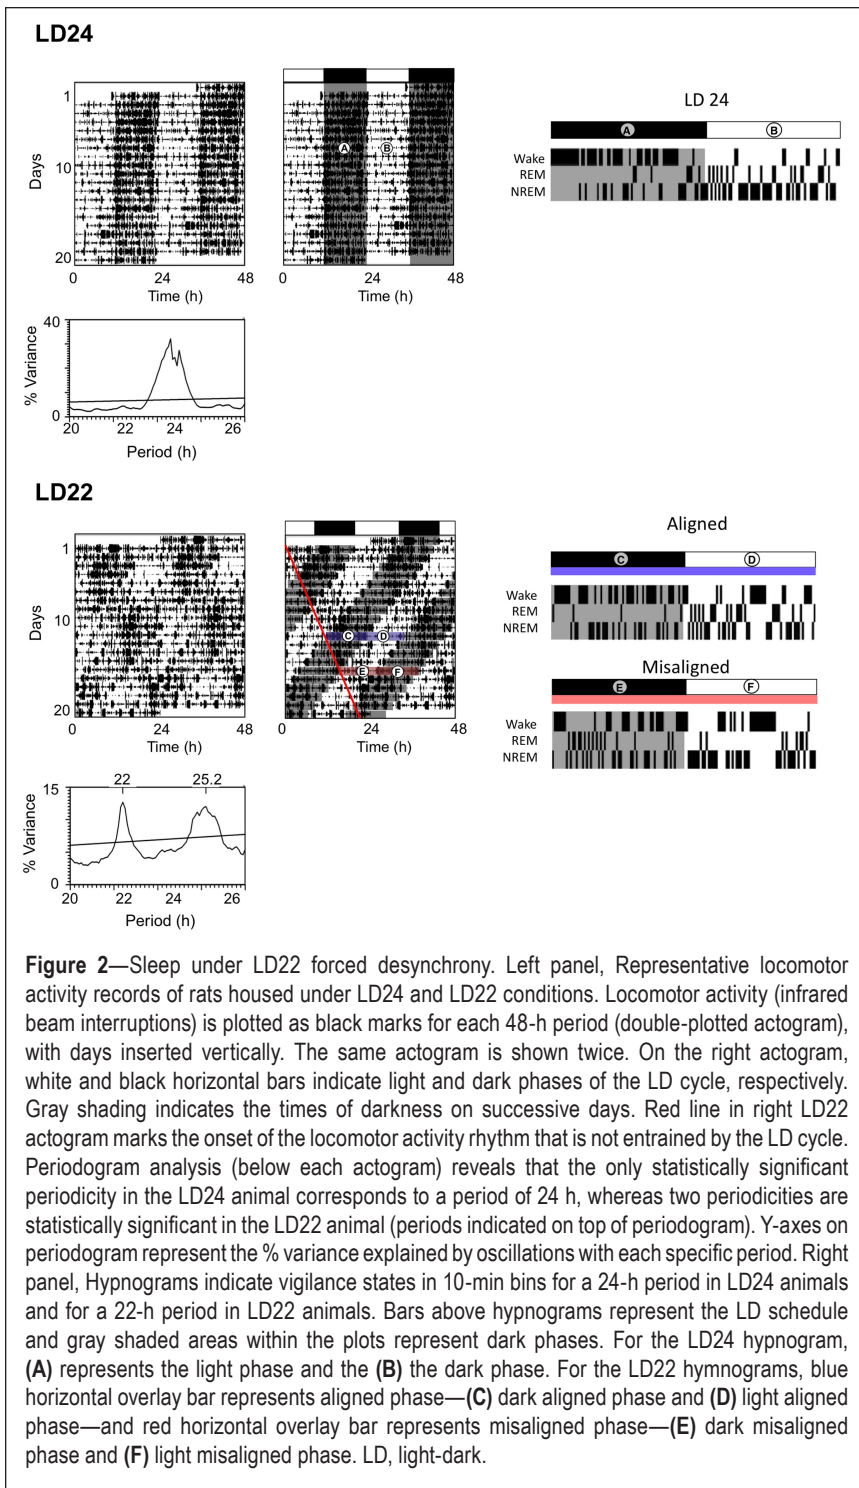 LD24
1
10
20
Days
0
24
48
Time (h)
A
B
0
24
48
Time (h)
LD 24
A
B
Wake
REM
NREM
40
0
% Variance
20
22
24
26
Period (h)
LD22
1
10
20
Days
0
24
48
Time (h)
C
D
E
F
0
24
48
Time (h)
Aligned
C
D
Wake
REM
NREM
Misaligned
E
F
Wake
REM
NREM
22
25.2
15
0
% Variance
20
22
24
26
Period (h)
Figure 2—Sleep under LD22 forced desynchrony. Left panel, Representative locomotor
activity records of rats housed under LD24 and LD22 conditions. Locomotor activity (infrared
beam interruptions) is plotted as black marks for each 48-h period (double-plotted actogram),
with days inserted vertically. The same actogram is shown twice. On the right actogram,
white and black horizontal bars indicate light and dark phases of the LD cycle, respectively.
Gray shading indicates the times of darkness on successive days. Red line in right LD22
actogram marks the onset of the locomotor activity rhythm that is not entrained by the LD cycle.
Periodogram analysis (below each actogram) reveals that the only statistically significant
periodicity in the LD24 animal corresponds to a period of 24 h, whereas two periodicities are
statistically significant in the LD22 animal (periods indicated on top of periodogram). Y-axes on
periodogram represent the % variance explained by oscillations with each specific period. Right
panel, Hypnograms indicate vigilance states in 10-min bins for a 24-h period in LD24 animals
and for a 22-h period in LD22 animals. Bars above hypnograms represent the LD schedule
and gray shaded areas within the plots represent dark phases. For the LD24 hypnogram,
(A) represents the light phase and the (B) the dark phase. For the LD22 hymnograms, blue
horizontal overlay bar represents aligned phase—(C) dark aligned phase and (D) light aligned
phase—and red horizontal overlay bar represents misaligned phase—(E) dark misaligned
phase and (F) light misaligned phase. LD, light-dark.